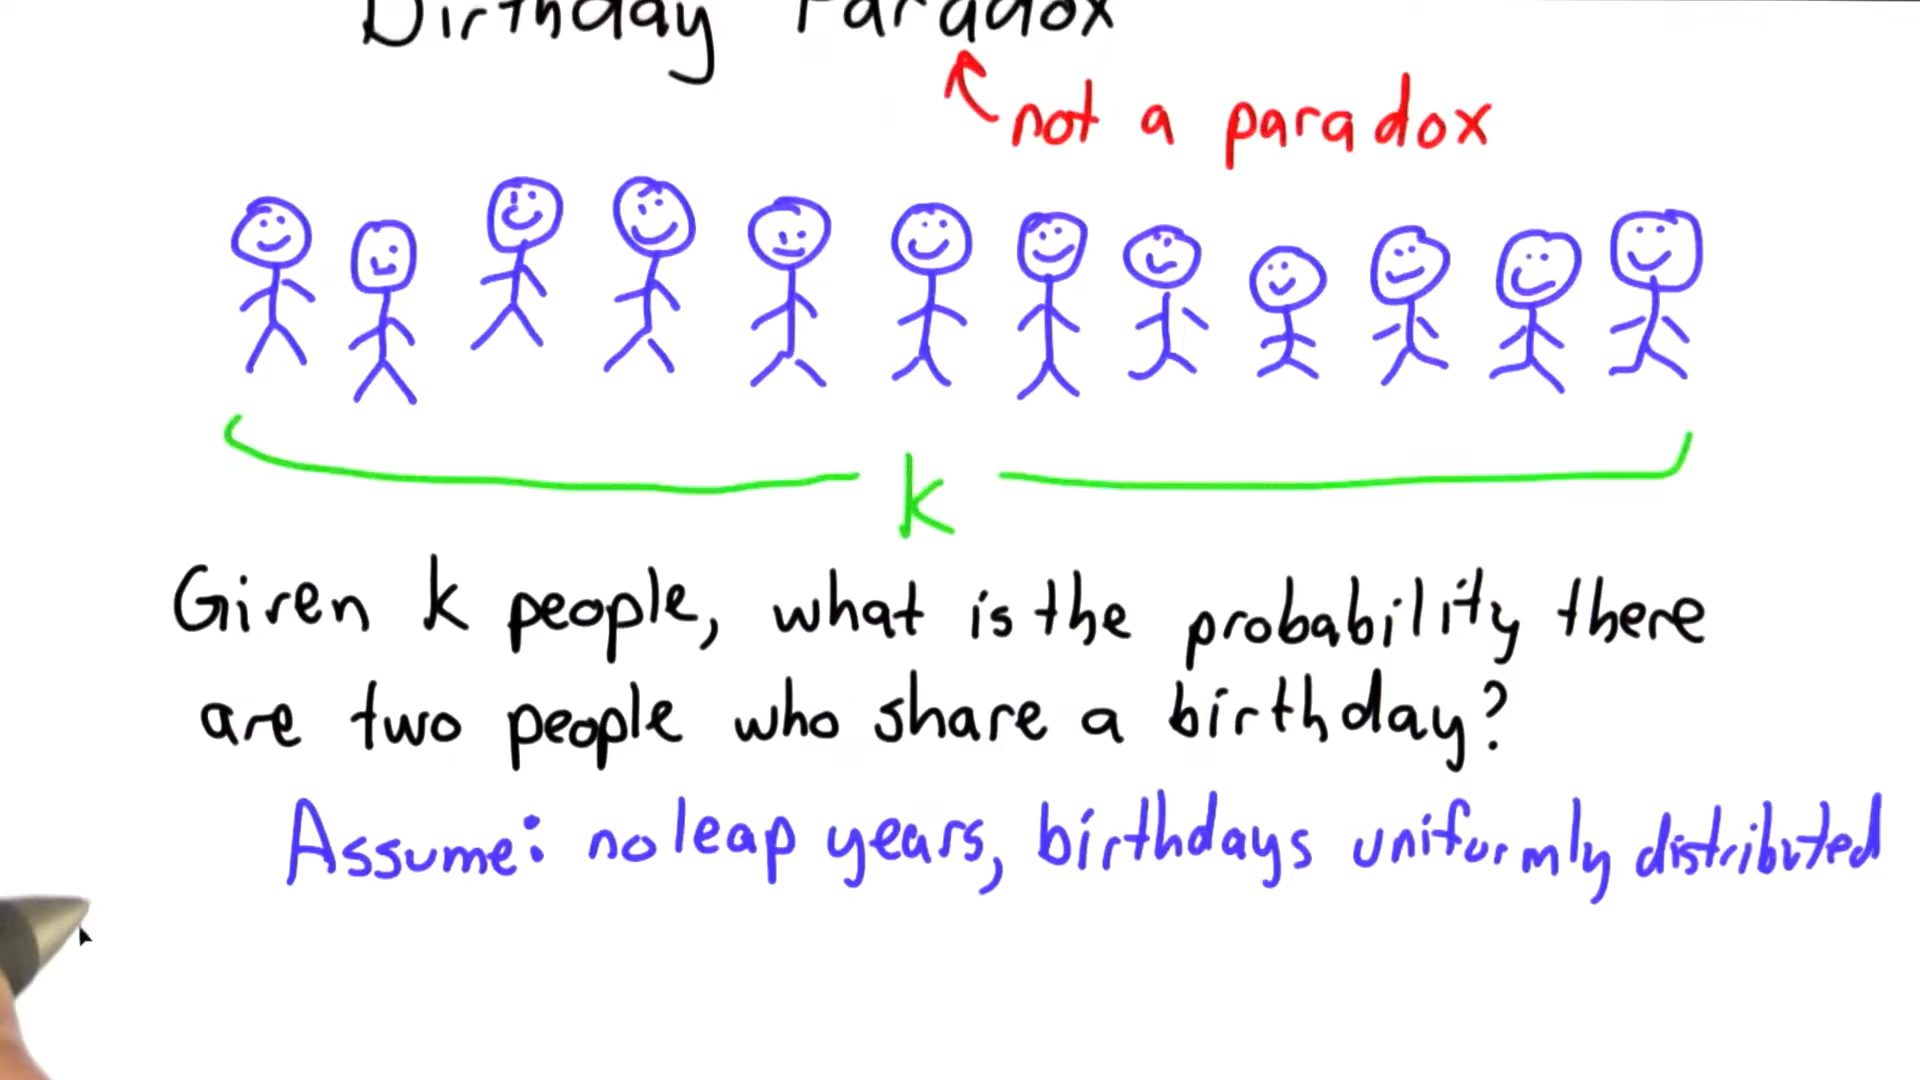 Birthday Paradox
not a paradox
k
Given k people, what is the probability there
are two people who share a birthday?
Assume: no leap years, birthdays uniformly distributed